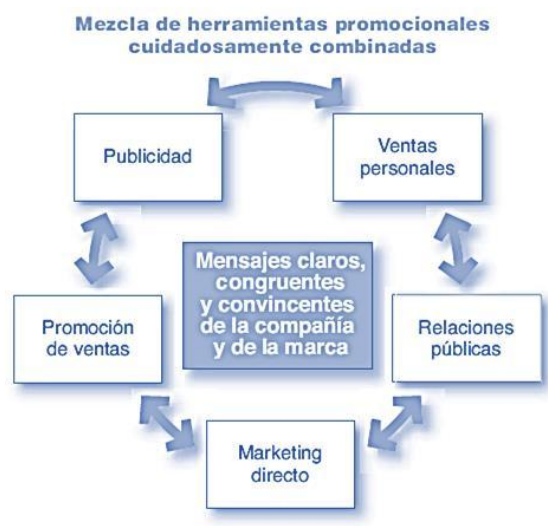 Mezcla de herramientas promocionales
cuidadosamente combinadas
Publicidad
Ventas
personales
Mensajes claros,
congruentes
y convincentes
de la compañía
y de la marca
Promoción
de ventas
Relaciones
públicas
Marketing
directo